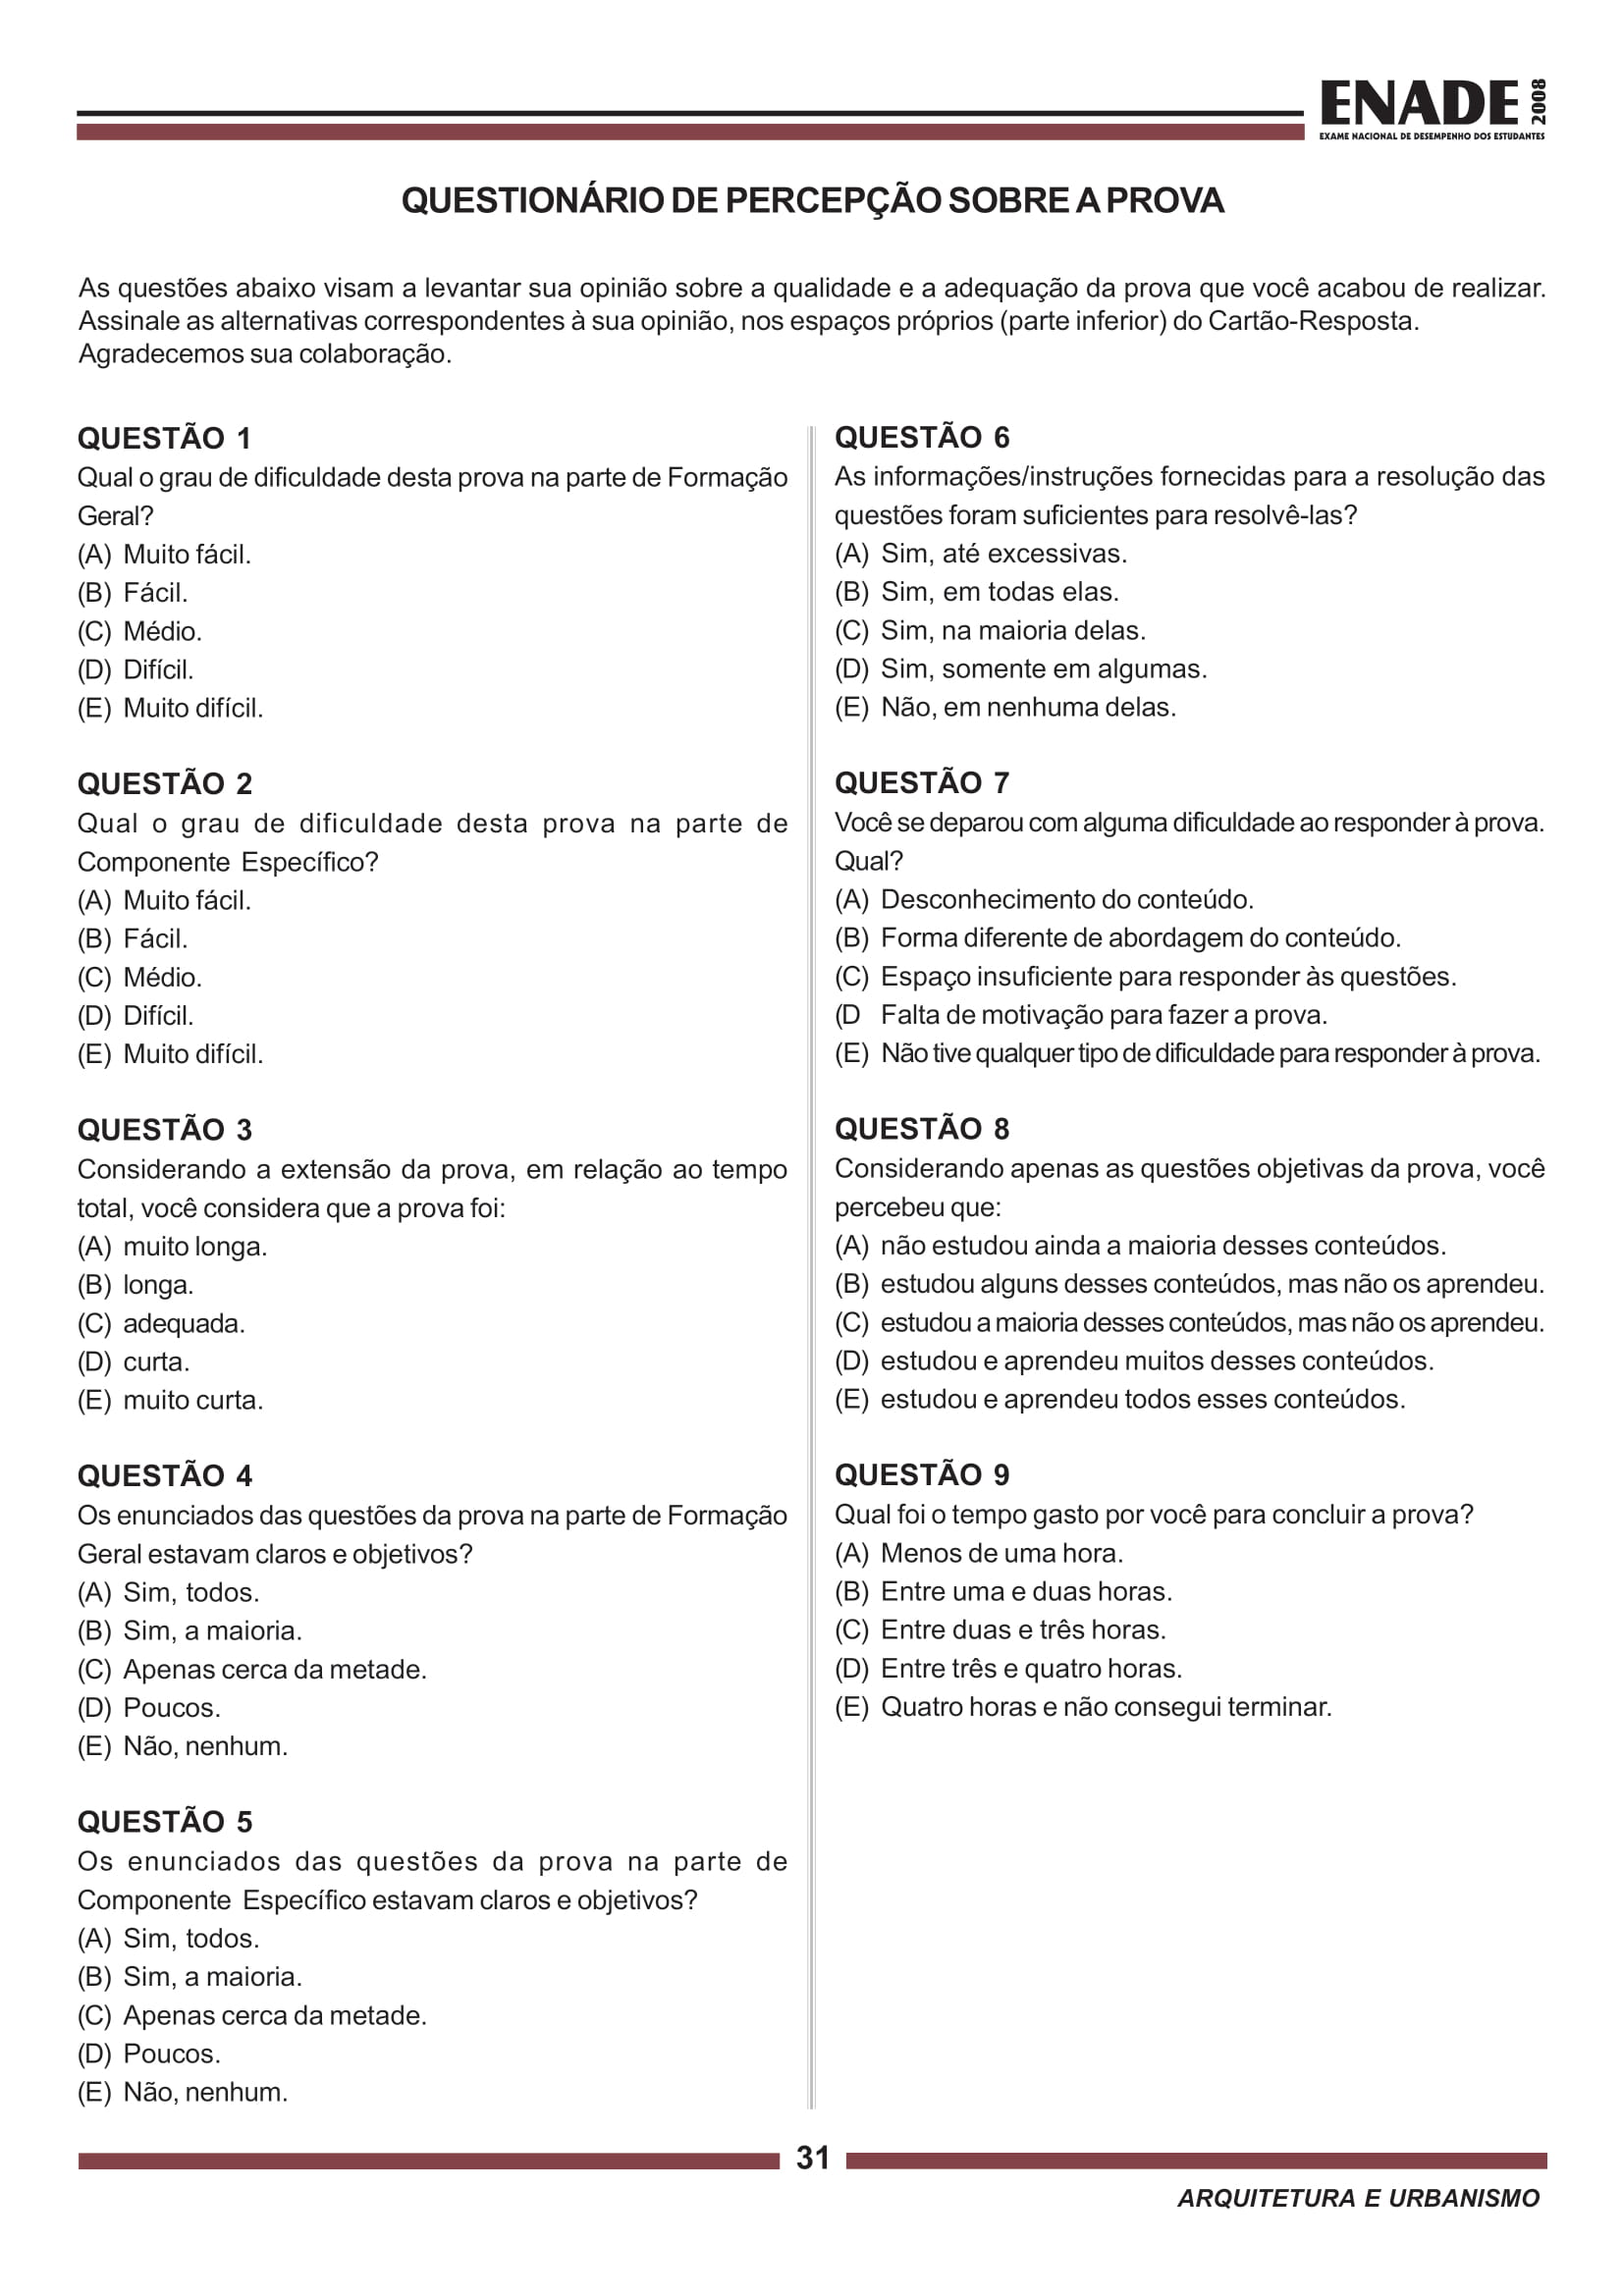 ENADE 2008
EXAME NACIONAL DE DESEMPENHO DOS ESTUDANTES
QUESTIONÁRIO DE PERCEPÇÃO SOBRE A PROVA
As questões abaixo visam a levantar sua opinião sobre a qualidade e a adequação da prova que você acabou de realizar.
Assinale as alternativas correspondentes à sua opinião, nos espaços próprios (parte inferior) do Cartão-Resposta.
Agradecemos sua colaboração.
QUESTÃO 1
Qual o grau de dificuldade desta prova na parte de Formação
Geral?
(A) Muito fácil.
(B) Fácil.
(C) Médio.
(D) Difícil.
(E) Muito difícil.
QUESTÃO 2
Qual o grau de dificuldade desta prova na parte de
Componente Específico?
(A) Muito fácil.
(B) Fácil.
(C) Médio.
(D) Difícil.
(E) Muito difícil.
QUESTÃO 3
Considerando a extensão da prova, em relação ao tempo
total, você considera que a prova foi:
(A) muito longa.
(B) longa.
(C) adequada.
(D) curta.
(E) muito curta.
QUESTÃO 4
Os enunciados das questões da prova na parte de Formação
Geral estavam claros e objetivos?
(A) Sim, todos.
(B) Sim, a maioria.
(C) Apenas cerca da metade.
(D) Poucos.
(E) Não, nenhum.
QUESTÃO 5
Os enunciados das questões da prova na parte de
Componente Específico estavam claros e objetivos?
(A) Sim, todos.
(B) Sim, a maioria.
(C) Apenas cerca da metade.
(D) Poucos.
(E) Não, nenhum.
QUESTÃO 6
As informações/instruções fornecidas para a resolução das
questões foram suficientes para resolvê-las?
(A) Sim, até excessivas.
(B) Sim, em todas elas.
(C) Sim, na maioria delas.
(D) Sim, somente em algumas.
(E) Não, em nenhuma delas.
QUESTÃO 7
Você se deparou com alguma dificuldade ao responder à prova.
Qual?
(A) Desconhecimento do conteúdo.
(B) Forma diferente de abordagem do conteúdo.
(C) Espaço insuficiente para responder às questões.
(D Falta de motivação para fazer a prova.
(E) Não tive qualquer tipo de dificuldade para responder à prova.
QUESTÃO 8
Considerando apenas as questões objetivas da prova, você
percebeu que:
(A) não estudou ainda a maioria desses conteúdos.
(B) estudou alguns desses conteúdos, mas não os aprendeu.
(C) estudou a maioria desses conteúdos, mas não os aprendeu.
(D) estudou e aprendeu muitos desses conteúdos.
(E) estudou e aprendeu todos esses conteúdos.
QUESTÃO 9
Qual foi o tempo gasto por você para concluir a prova?
(A) Menos de uma hora.
(B) Entre uma e duas horas.
(C) Entre duas e três horas.
(D) Entre três e quatro horas.
(E) Quatro horas e não consegui terminar.
31
ARQUITETURA E URBANISMO